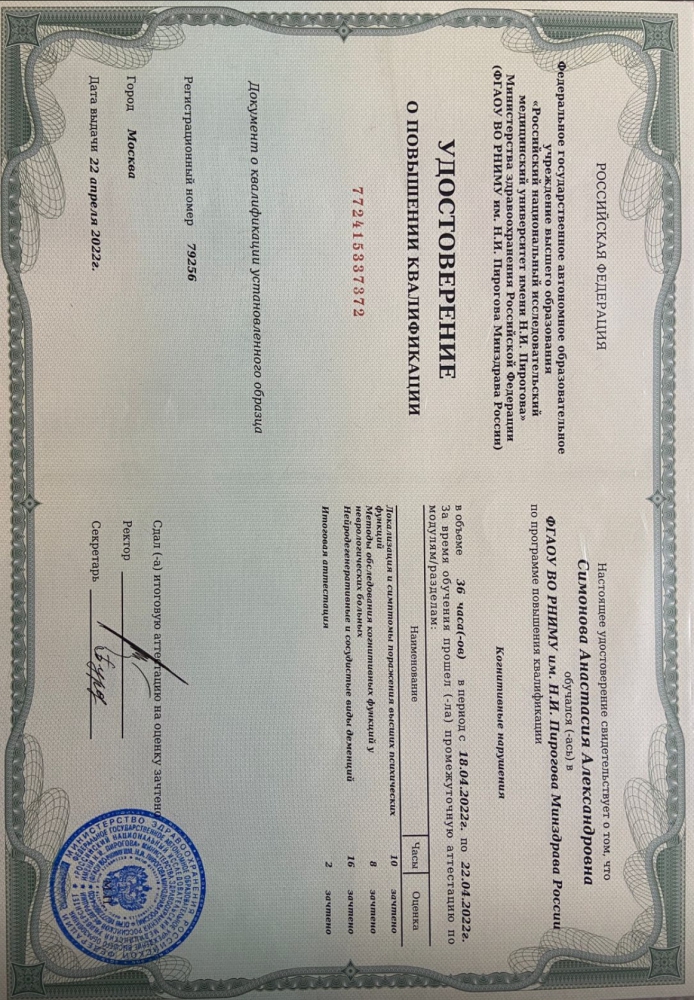 РОССИЙСКАЯ ФЕДЕРАЦИЯ
Федеральное государственное автономное образовательное
учреждение высшего образования
«Российский национальный исследовательский
медицинский университет имени Н.И. Пирогова»
Министерства здравоохранения Российской Федерации
(ФГАОУ ВО РНИМУ им. Н.И. Пирогова Минздрава России)
УДОСТОВЕРЕНИЕ
О ПОВЫШЕНИИ КВАЛИФИКАЦИИ
772415337372
Документ о квалификации установленного образца
Регистрационный номер 79256
Город Москва
Дата выдачи 22 апреля 2022г.
Настоящее удостоверение свидетельствует о том, что
Симонова Анастасия Александровна
обучался (-ась) в
ФГАОУ ВО РНИМУ им. Н.И. Пирогова Минздрава России
по программе повышения квалификации
Когнитивные нарушения
в объеме 36 часа(-ов) в период с 18.04.2022г. по 22.04.2022г.
За время обучения прошел (-ла) промежуточную аттестацию по
модулям/разделам:
Наименование Часы Оценка
Локализация и симптомы поражения высших психических
функций 10 зачтено
Методы обследования когнитивных функций у
неврологических больных 8 зачтено
Нейродегенеративные и сосудистые виды деменций 16 зачтено
Итоговая аттестация 2 зачтено
Сдал (-а) итоговую аттестацию на оценку зачтено
Ректор
Секретарь
МИНИСТЕРСТВО ЗДРАВООХРАНЕНИЯ РОССИЙСКОЙ ФЕДЕРАЦИИ